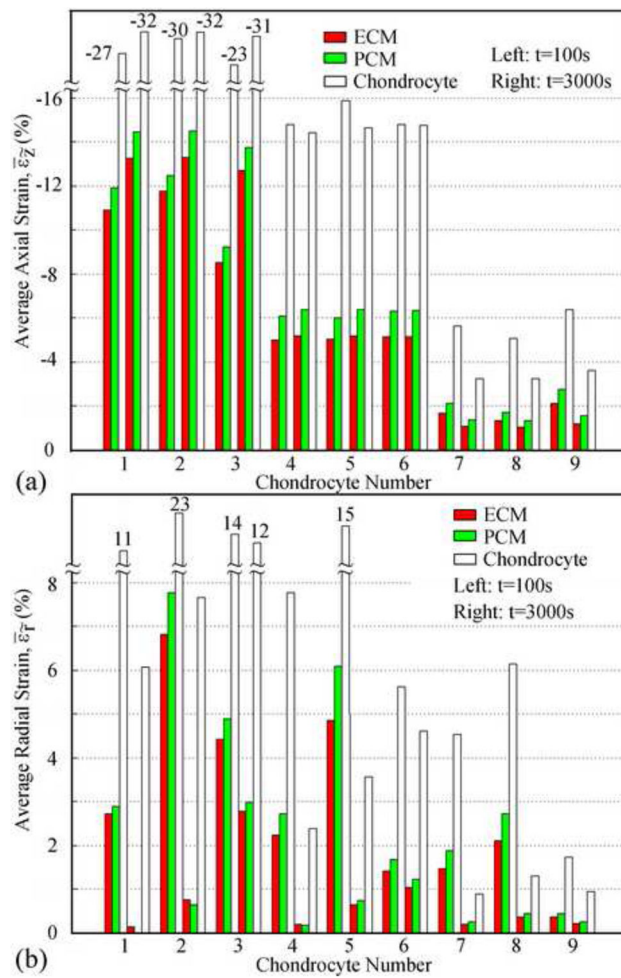 -27 -32 -30 -32 -23 -31
ECM
PCM
Chondrocyte
Left: t=100s
Right: t=3000s
-16
-12
-8
-4
0
Average Axial Strain, ε̅z̃ (%)
1 2 3 4 5 6 7 8 9
Chondrocyte Number
(a)
11 23 14 12 15
ECM
PCM
Chondrocyte
Left: t=100s
Right: t=3000s
8
6
4
2
0
Average Radial Strain, ε̅r̃ (%)
1 2 3 4 5 6 7 8 9
Chondrocyte Number
(b)